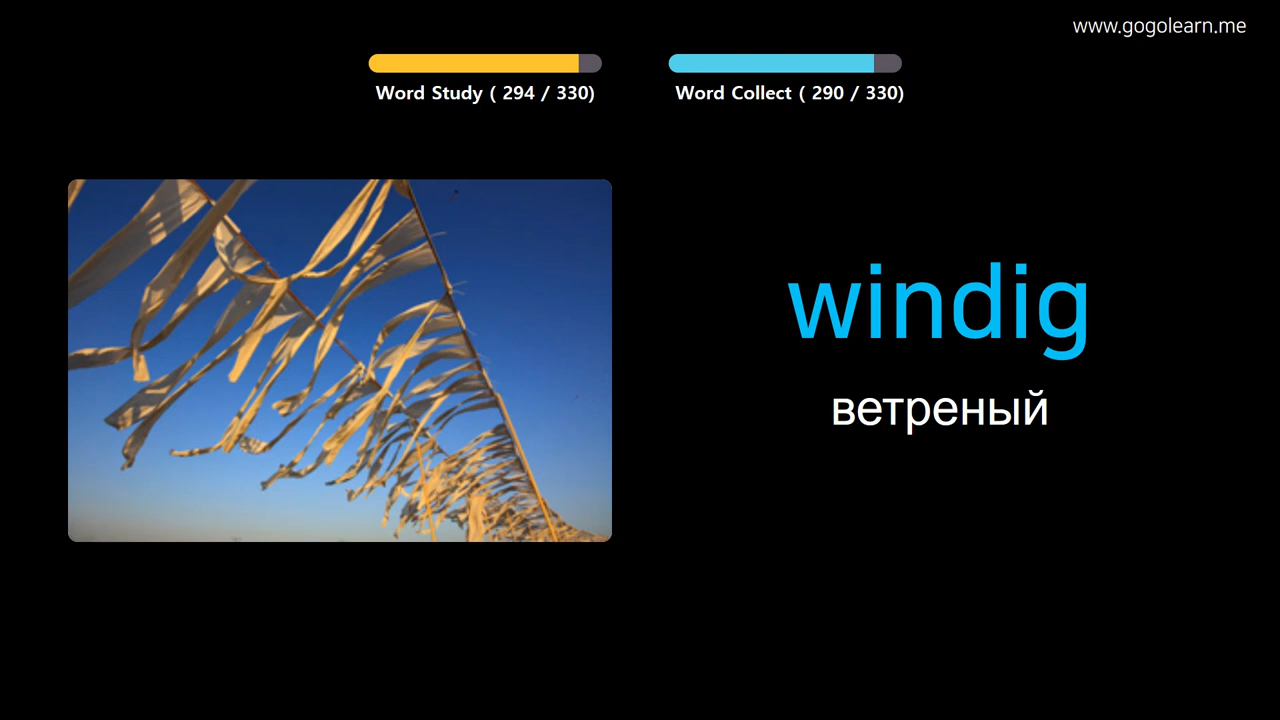 www.gogolearn.me
Word Study ( 294 / 330)
Word Collect ( 290 / 330)
windig
ветреный